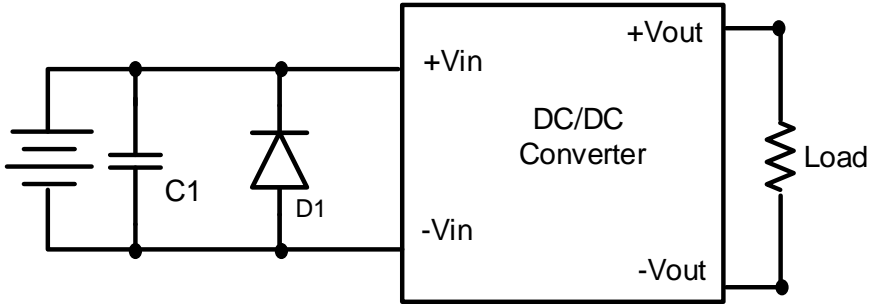 +Vout
+Vin
DC/DC
Converter
Load
C1
D1
-Vin
-Vout